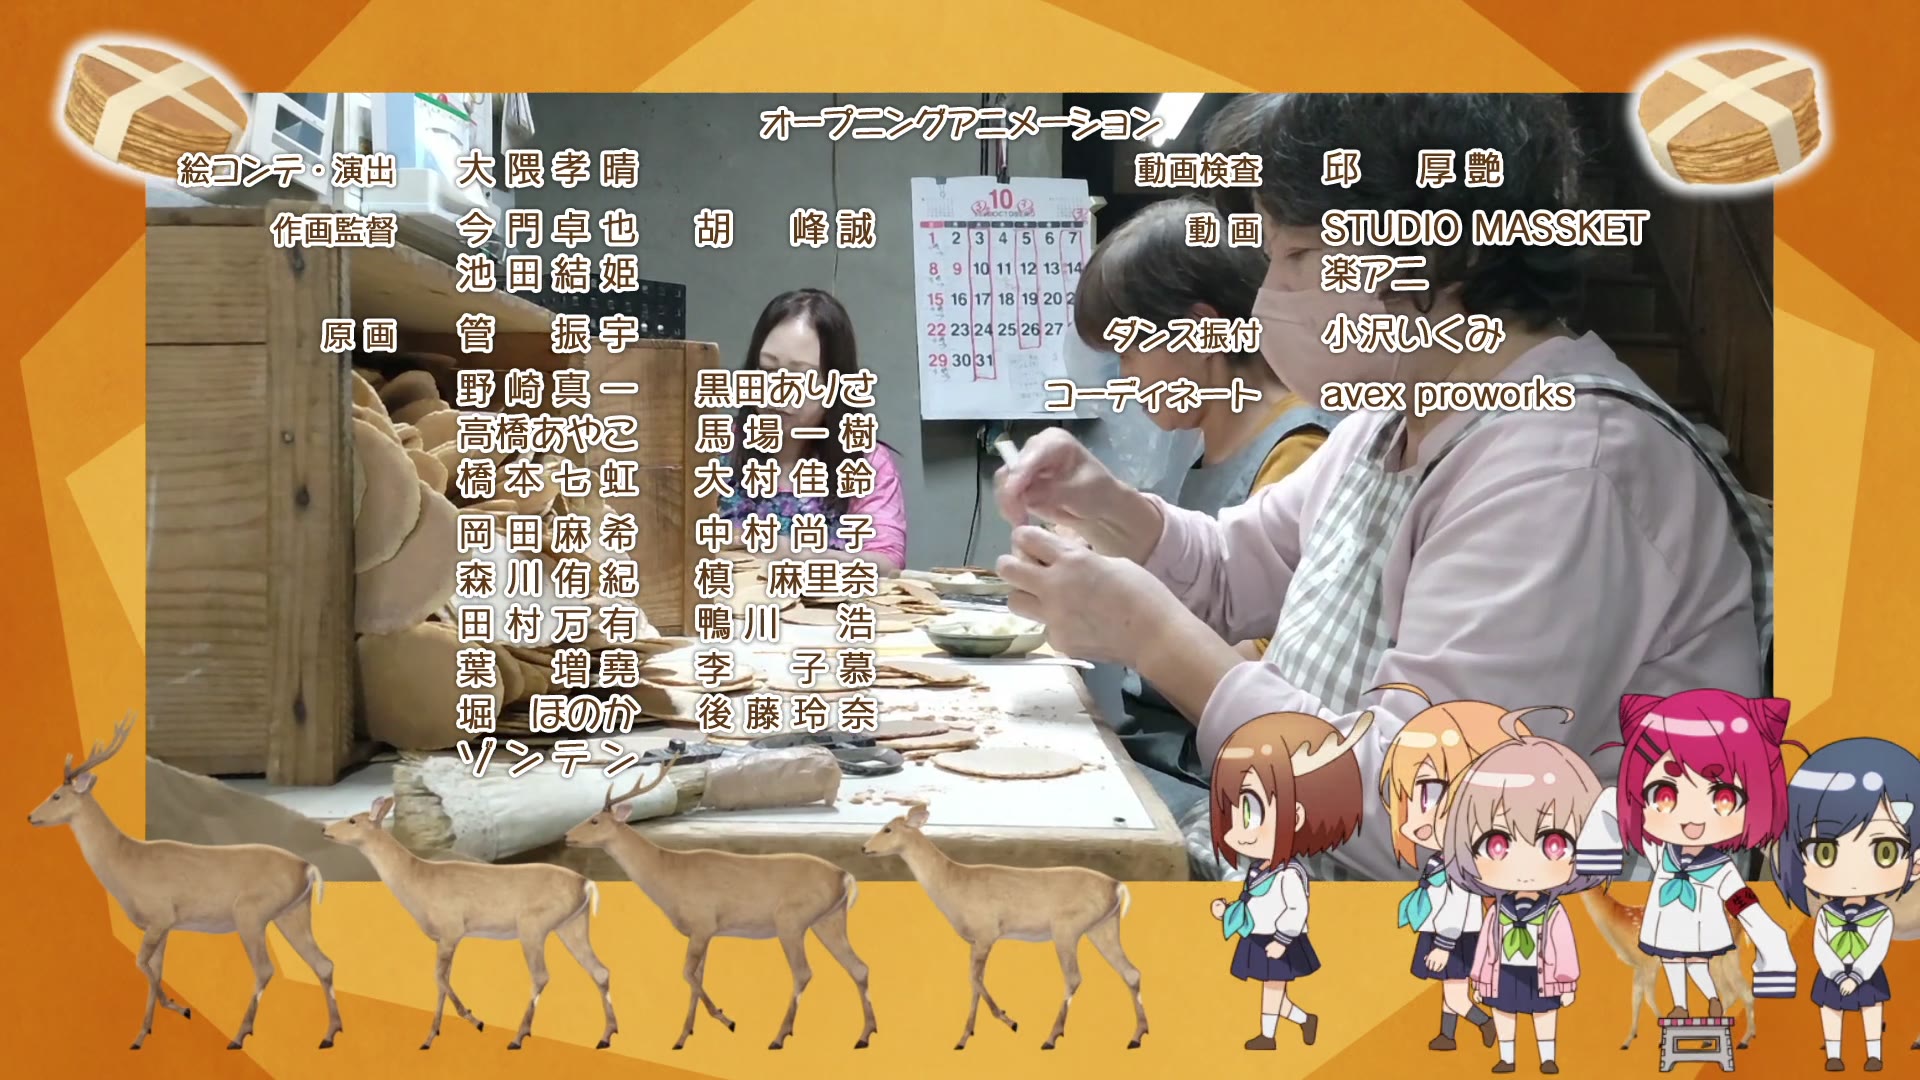 オープニングアニメーション
絵コンテ・演出 大隈孝晴
作画監督 今門卓也 胡峰誠
池田結姫
原画 管振宇
野崎真一 黒田ありさ
高橋あやこ 馬場一樹
橋本七虹 大村佳鈴
岡田麻希 中村尚子
森川侑紀 槙麻里奈
田村万有 鴨川浩
葉増堯 李子慕
堀ほのか 後藤玲奈
ゾンテン
動画検査 邱厚艶
動画 STUDIO MASSKET
楽アニ
ダンス振付 小沢いくみ
コーディネート avex proworks
10
1 2 3 4 5 6 7
8 9 10 11 12 13 14
15 16 17 18 19 20
22 23 24 25 26 27
29 30 31